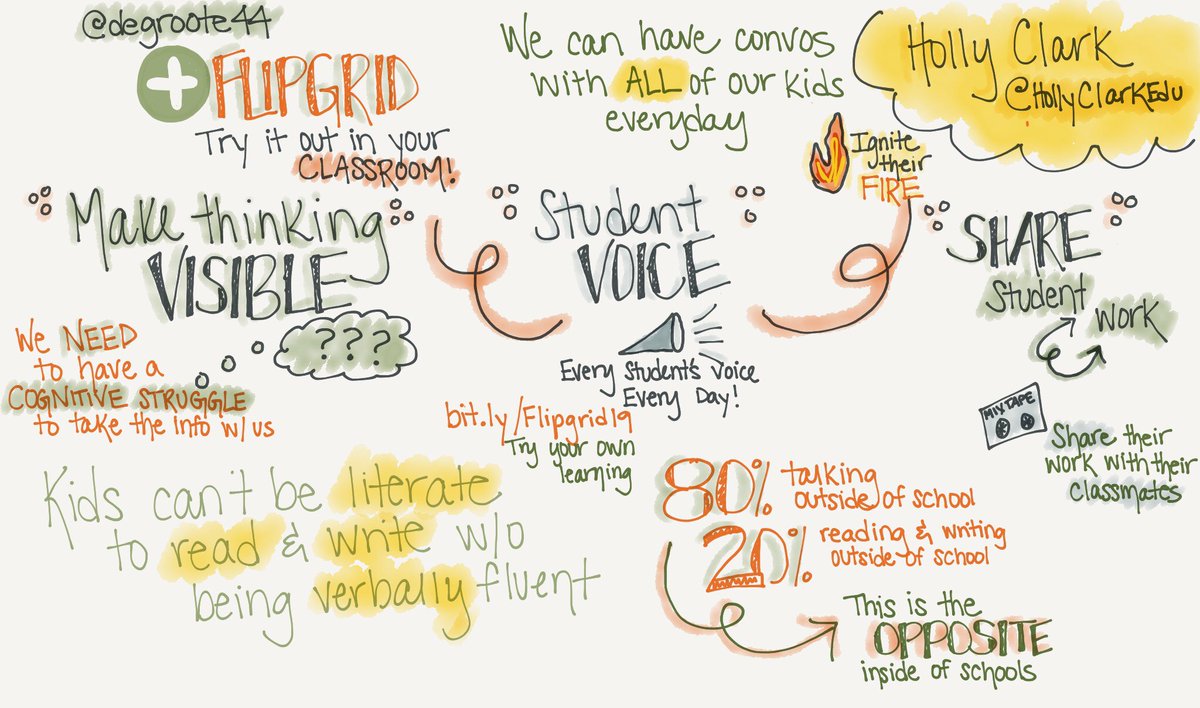 @degroote44
FLIPGRID
Try it out in your
CLASSROOM!
We can have convos
with ALL of our kids
everyday
Holly Clark
@HollyClarkEdu
Ignite
their
FIRE
Make thinking
VISIBLE
???
We NEED
to have a
COGNITIVE STRUGGLE
to take the info w/us
Student
VOICE
Every Student's Voice
Every Day!
SHARE
Student
Work
MIXTAPE
Share their
work with their
classmates
bit.ly/Flipgrid19
Try your own
learning
Kids can't be literate
to read & write w/o
being verbally fluent
80% talking
outside of school
20% reading & writing
outside of school
This is the
OPPOSITE
inside of schools